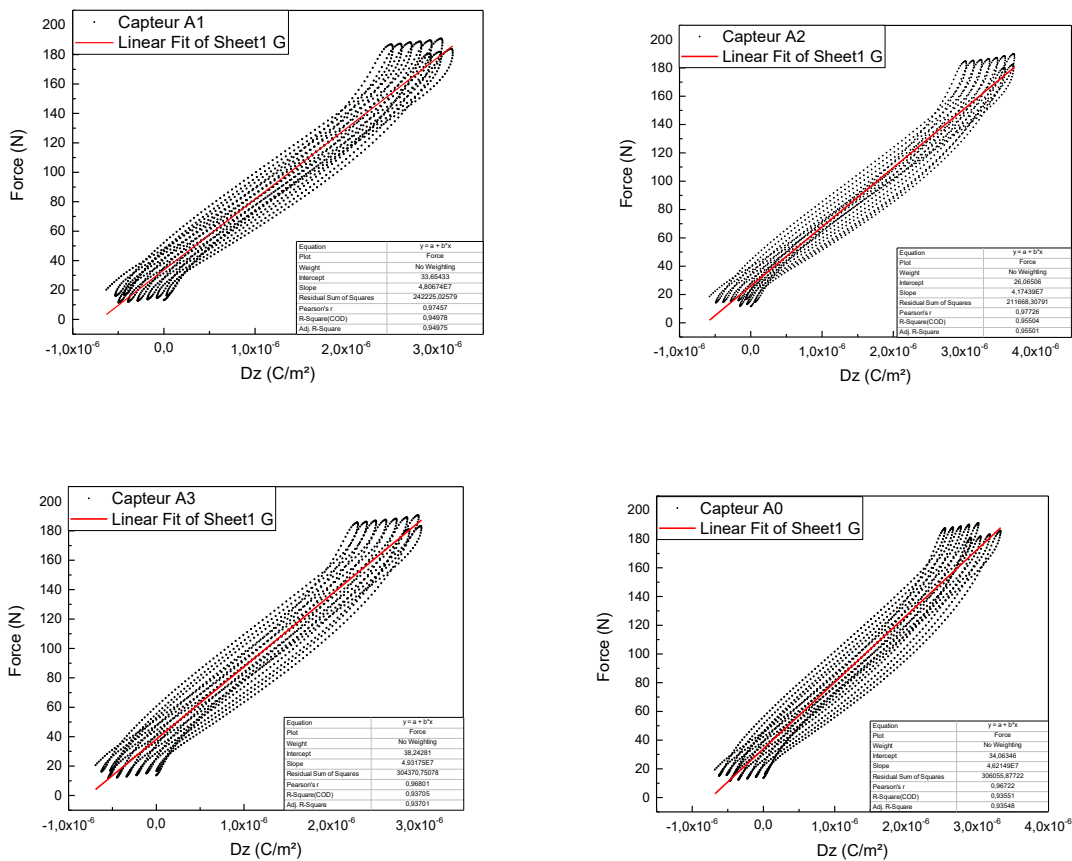 Capteur A1
Linear Fit of Sheet1 G
210
200
180
160
140
120
100
80
60
40
20
0
Force (N)
Equation y = a + b*x
Plot Force
Weight No Weighting
Intercept 33,65433
Slope 4,80674E7
Residual Sum of Squares 242225,02579
Pearson's r 0,97457
R-Square(COD) 0,94978
Adj. R-Square 0,94975
-1,0x10⁻⁶ 0,0 1,0x10⁻⁶ 2,0x10⁻⁶ 3,0x10⁻⁶
Dz (C/m²)
Capteur A2
Linear Fit of Sheet1 G
210
200
180
160
140
120
100
80
60
40
20
0
Force (N)
Equation y = a + b*x
Plot Force
Weight No Weighting
Intercept 26,06506
Slope 4,17439E7
Residual Sum of Squares 211668,30791
Pearson's r 0,97726
R-Square(COD) 0,95504
Adj. R-Square 0,95501
-1,0x10⁻⁶ 0,0 1,0x10⁻⁶ 2,0x10⁻⁶ 3,0x10⁻⁶ 4,0x10⁻⁶
Dz (C/m²)
Capteur A3
Linear Fit of Sheet1 G
210
200
180
160
140
120
100
80
60
40
20
0
Force (N)
Equation y = a + b*x
Plot Force
Weight No Weighting
Intercept 38,24281
Slope 4,93175E7
Residual Sum of Squares 304370,75078
Pearson's r 0,96801
R-Square(COD) 0,93705
Adj. R-Square 0,93701
-1,0x10⁻⁶ 0,0 1,0x10⁻⁶ 2,0x10⁻⁶ 3,0x10⁻⁶
Dz (C/m²)
Capteur A0
Linear Fit of Sheet1 G
210
200
180
160
140
120
100
80
60
40
20
0
Force (N)
Equation y = a + b*x
Plot Force
Weight No Weighting
Intercept 34,06346
Slope 4,62149E7
Residual Sum of Squares 306055,87722
Pearson's r 0,96722
R-Square(COD) 0,93551
Adj. R-Square 0,93548
-1,0x10⁻⁶ 0,0 1,0x10⁻⁶ 2,0x10⁻⁶ 3,0x10⁻⁶ 4,0x10⁻⁶
Dz (C/m²)